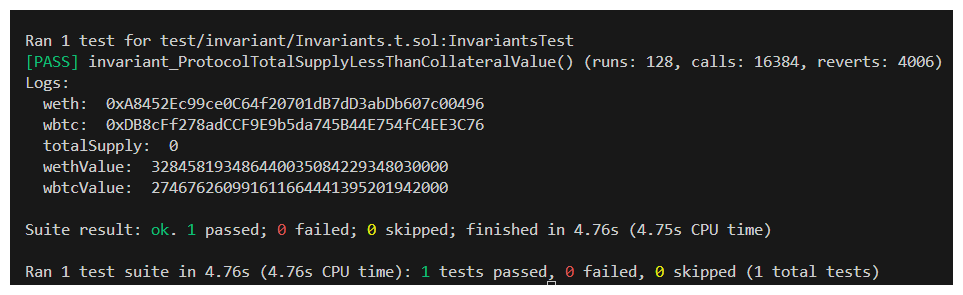 Ran 1 test for test/invariant/Invariants.t.sol:InvariantsTest
[PASS] invariant_ProtocolTotalSupplyLessThanCollateralValue() (runs: 128, calls: 16384, reverts: 4006)
Logs:
weth: 0xA8452Ec99ce0C64f20701dB7dD3abDb607c00496
wbtc: 0xDB8cFf278adCCF9E9b5da745B44E754fC4EE3C76
totalSupply: 0
wethValue: 328458193486440035084229348030000
wbtcValue: 274676260991611664441395201942000
Suite result: ok. 1 passed; 0 failed; 0 skipped; finished in 4.76s (4.75s CPU time)
Ran 1 test suite in 4.76s (4.76s CPU time): 1 tests passed, 0 failed, 0 skipped (1 total tests)